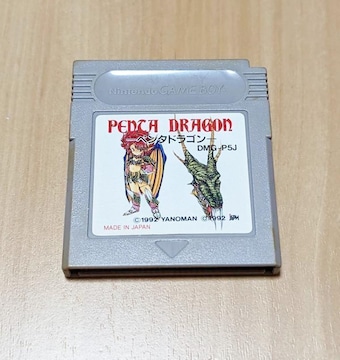 Nintendo GAME BOY
PENTA DRAGON
ペンタドラゴン
DMG-P5J
©1992 YANOMAN ©1992
MADE IN JAPAN